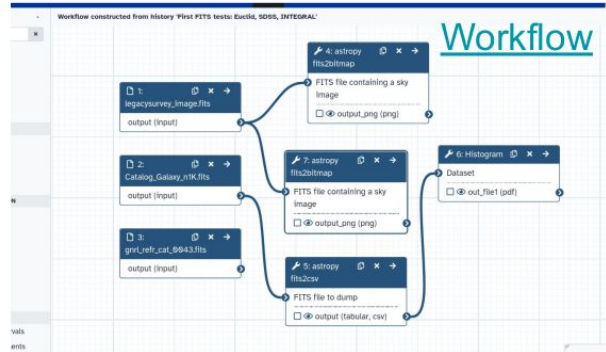 Workflow constructed from history 'First FITS tests: Euclid, SDSS, INTEGRAL'
Workflow
1:
legacysurvey_image.fits
output (input)
2:
Catalog_Galaxy_n1K.fits
output (input)
3:
gnrl_refr_cat_0043.fits
output (input)
4: astropy
fits2bitmap
FITS file containing a sky
image
output_png (png)
7: astropy
fits2bitmap
FITS file containing a sky
image
output_png (png)
5: astropy
fits2csv
FITS file to dump
output (tabular, csv)
6: Histogram
Dataset
out_file1 (pdf)
vals
ents